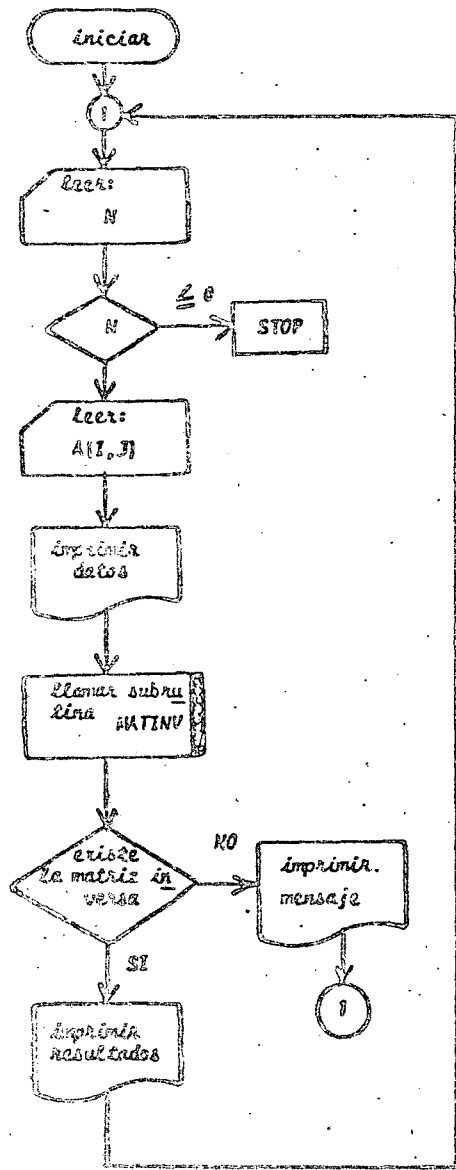 iniciar
1
leer:
N
N
≤ 0
STOP
leer:
A(I,J)
imprimir
datos
llamar subru
tina MATINV
existe
la matriz in
versa
NO
imprimir.
mensaje
SI
1
imprimir
resultados